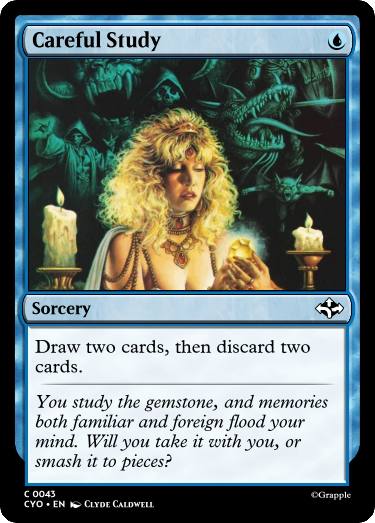 Careful Study
Sorcery
Draw two cards, then discard two
cards.
You study the gemstone, and memories
both familiar and foreign flood your
mind. Will you take it with you, or
smash it to pieces?
C 0043
CYO • EN Clyde Caldwell
©Grapple